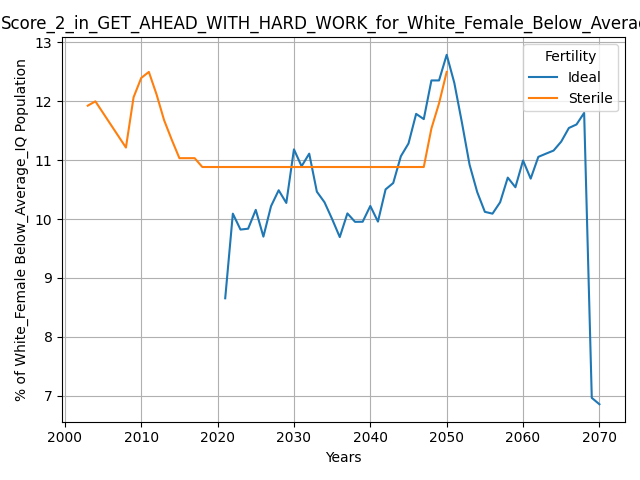 Score_2_in_GET_AHEAD_WITH_HARD_WORK_for_White_Female_Below_Avera
% of White_Female Below_Average_IQ Population
13
12
11
10
9
8
7
Fertility
Ideal
Sterile
2000 2010 2020 2030 2040 2050 2060 2070
Years